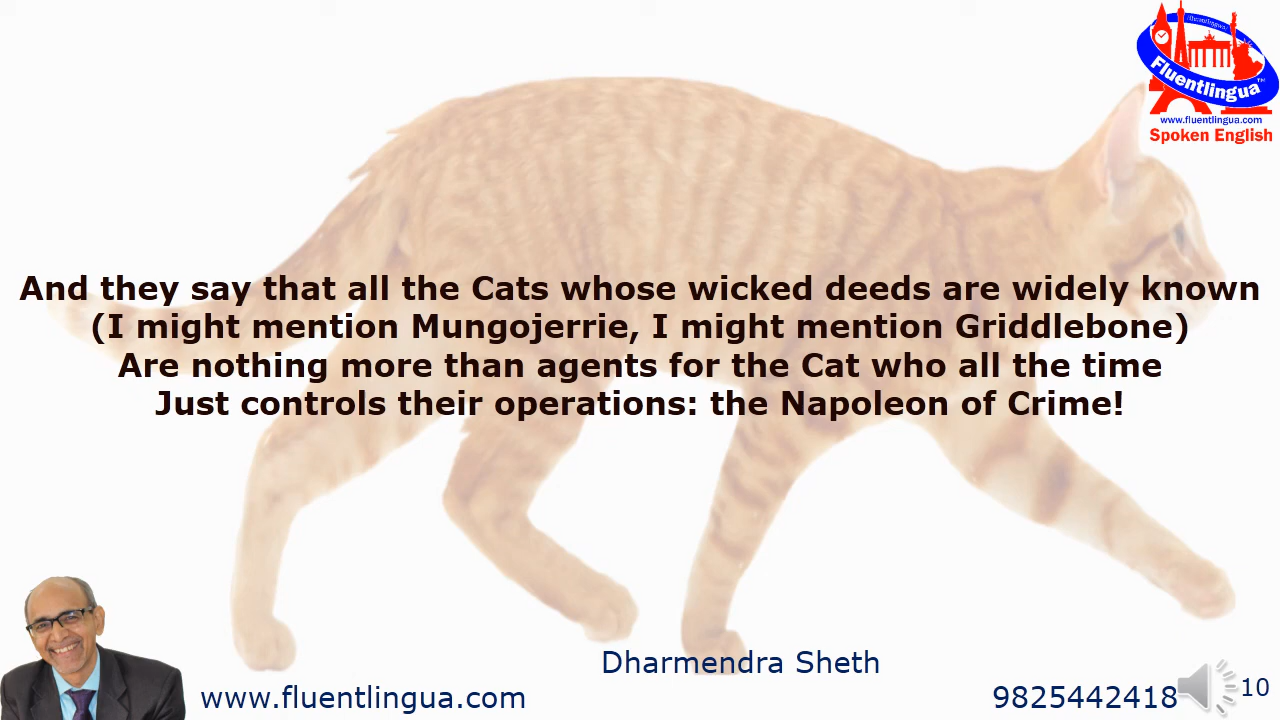 Fluentlingua™
www.fluentlingua.com
Spoken English
And they say that all the Cats whose wicked deeds are widely known
(I might mention Mungojerrie, I might mention Griddlebone)
Are nothing more than agents for the Cat who all the time
Just controls their operations: the Napoleon of Crime!
Dharmendra Sheth
www.fluentlingua.com
9825442418
10